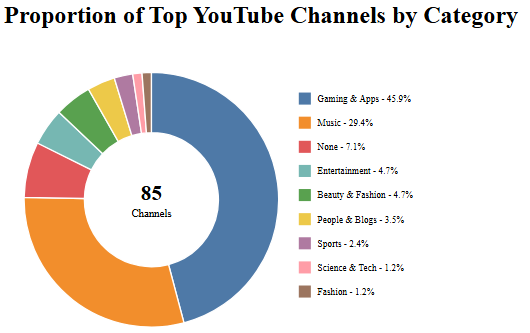 Proportion of Top YouTube Channels by Category
Gaming & Apps - 45.9%
Music - 29.4%
None - 7.1%
Entertainment - 4.7%
Beauty & Fashion - 4.7%
People & Blogs - 3.5%
Sports - 2.4%
Science & Tech - 1.2%
Fashion - 1.2%
85
Channels